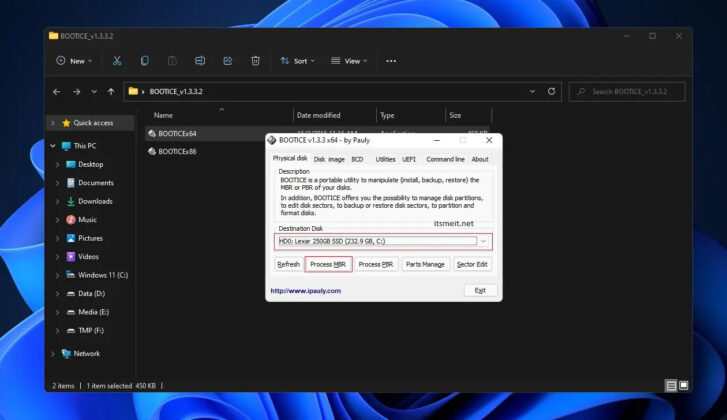 BOOTICE_v1.3.3.2
New
Sort
View
BOOTICE_v1.3.3.2
Search BOOTICE_v1.3.3.2
Quick access
This PC
Desktop
Documents
Downloads
Music
Pictures
Videos
Windows 11 (C:)
Data (D:)
Media (E:)
TMP (F:)
Network
Name
Date modified
Type
Size
BOOTICEx64
Application
450 KB
BOOTICEx86
BOOTICE v1.3.3 x64 - by Pauly
Physical disk Disk image BCD Utilities UEFI Command line About
Description
BOOTICE is a portable utility to manipulate (install, backup, restore) the
MBR or PBR of your disks.
In addition, BOOTICE offers you the possibility to manage disk partitions,
to edit disk sectors, to backup or restore disk sectors, to partition and
format disks.
itsmeit.net
Destination Disk
HD0: Lexar 250GB SSD (232.9 GB, C:)
Refresh Process MBR Process PBR Parts Manage Sector Edit
http://www.ipauly.com
Exit
2 items 1 item selected 450 KB